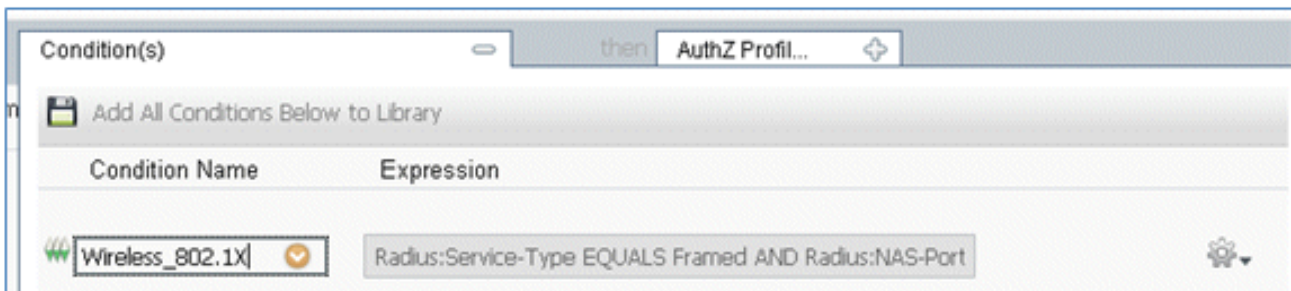 Condition(s)
then
AuthZ Profil...
Add All Conditions Below to Library
Condition Name
Expression
Wireless_802.1X
Radius:Service-Type EQUALS Framed AND Radius:NAS-Port